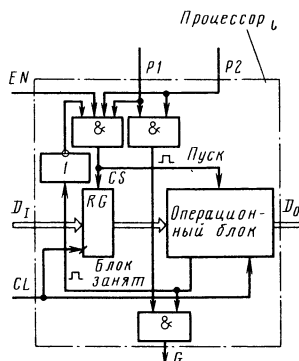 Процессор i
EN
P1
P2
&
&
1
CS
Пуск
RG
D_I
Операцион-
ный блок
D_O
Блок
занят
CL
&
G